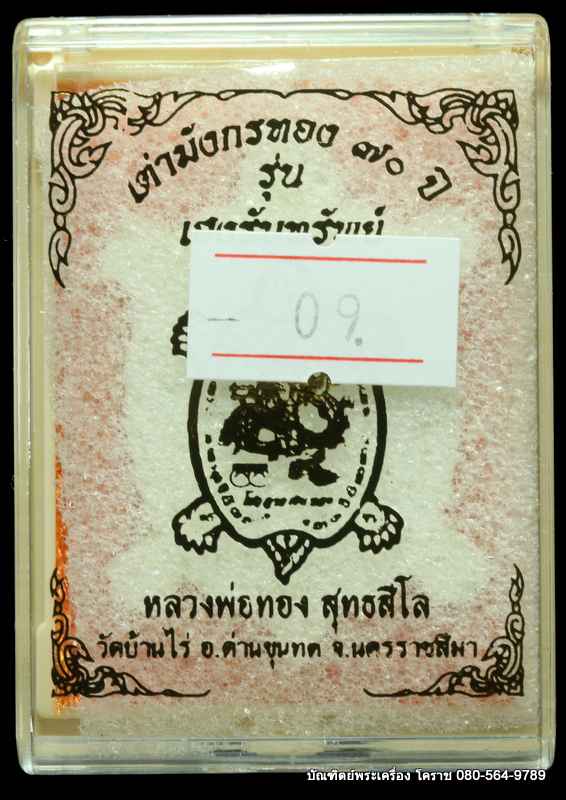 เต่ามังกรทอง ๗๐ ปี
รุ่น
- 09.
หลวงพ่อทอง สุทธสีโล
วัดบ้านไร่ อ.ด่านขุนทด จ.นครราชสีมา
บัณฑิตย์พระเครื่อง โคราช 080-564-9789